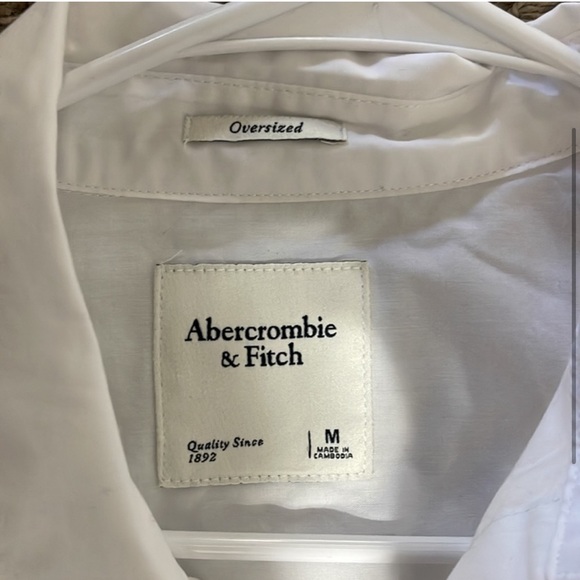 Oversized
Abercrombie
& Fitch
Quality Since
1892
M
MADE IN
CAMBODIA